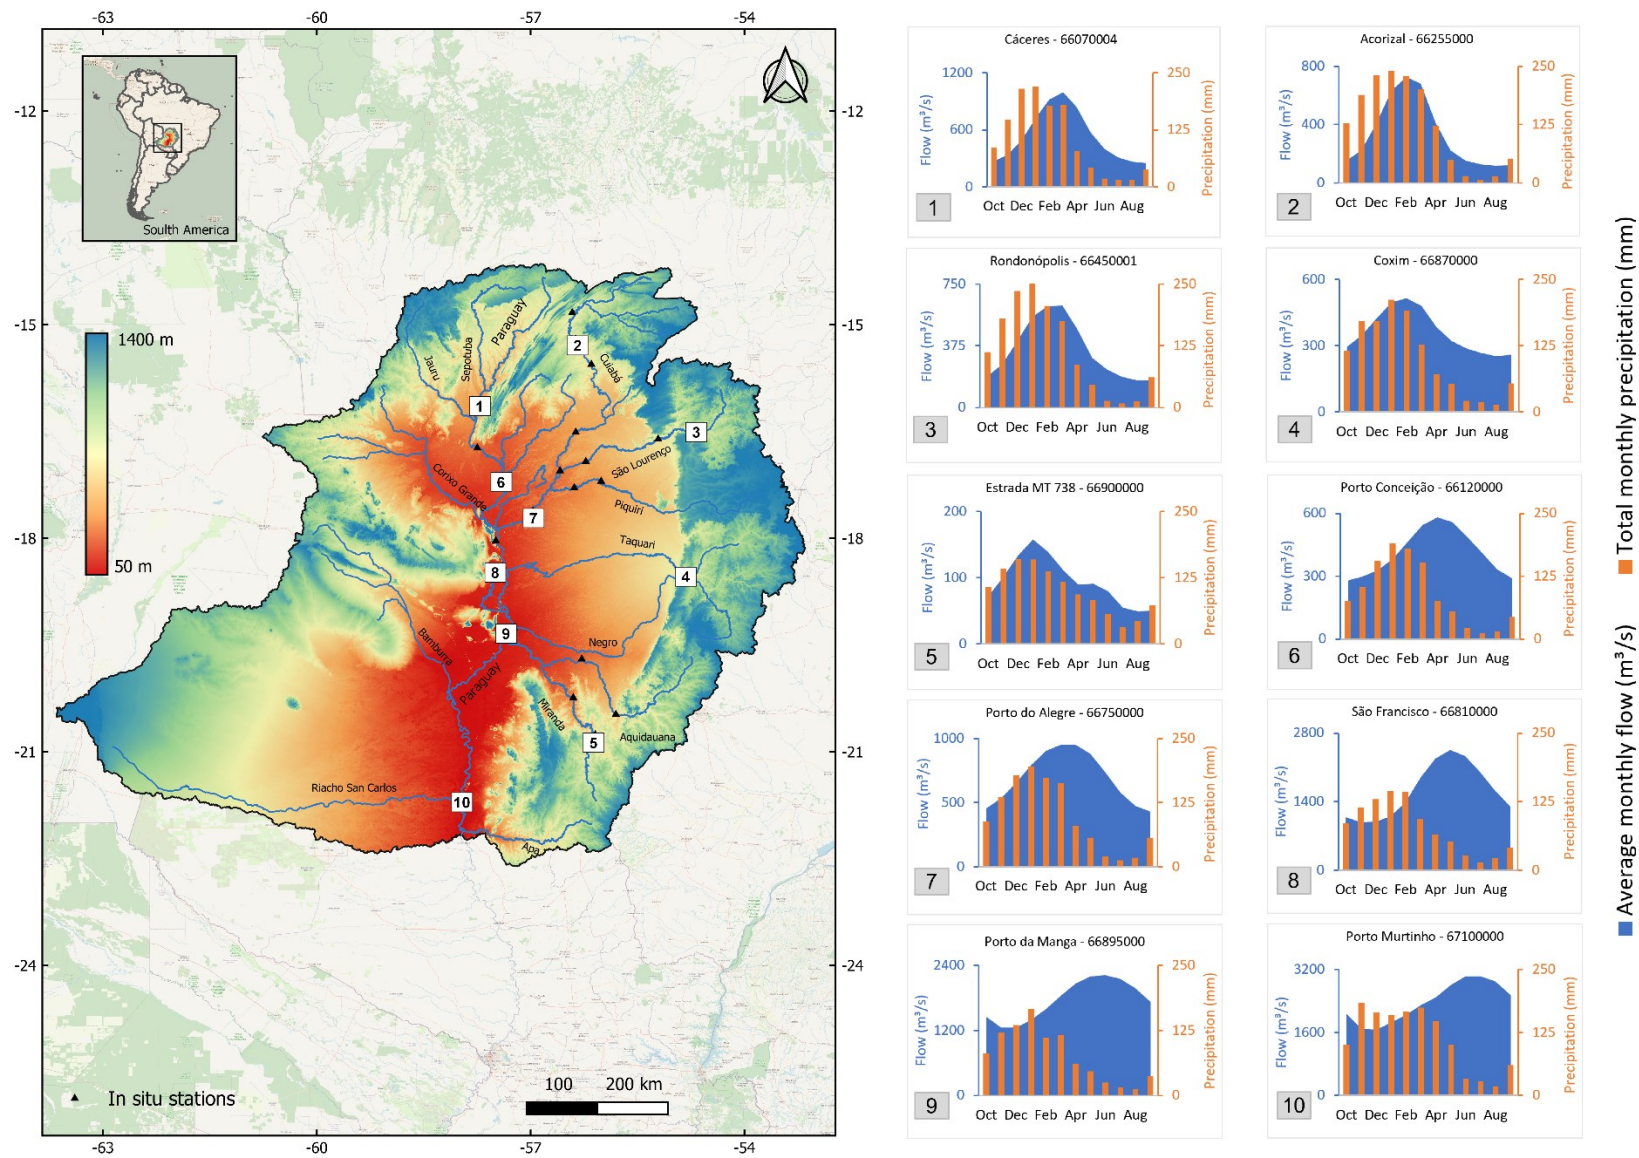 -63 -60 -57 -54
-12
-15
-18
-21
-24
-63 -60 -57 -54
-12
-15
-18
-21
-24
Soulth America
1400 m
50 m
Jauru
Sepotuba
Paraguay
Cuiabá
São Lourenço
Piquiri
Corixo Grande
Taquari
Negro
Bamburra
Paraguay
Miranda
Aquidauana
Riacho San Carlos
Apa
1
2
3
4
5
6
7
8
9
10
In situ stations
100 200 km
Cáceres - 66070004
Flow (m³/s)
1200
600
0
250
125
0
Precipitation (mm)
1
Oct Dec Feb Apr Jun Aug
Acorizal - 66255000
Flow (m³/s)
800
400
0
250
125
0
Precipitation (mm)
2
Oct Dec Feb Apr Jun Aug
Rondonópolis - 66450001
Flow (m³/s)
750
375
0
250
125
0
Precipitation (mm)
3
Oct Dec Feb Apr Jun Aug
Coxim - 66870000
Flow (m³/s)
600
300
0
250
125
0
Precipitation (mm)
4
Oct Dec Feb Apr Jun Aug
Estrada MT 738 - 66900000
Flow (m³/s)
200
100
0
250
125
0
Precipitation (mm)
5
Oct Dec Feb Apr Jun Aug
Porto Conceição - 66120000
Flow (m³/s)
600
300
0
250
125
0
Precipitation (mm)
6
Oct Dec Feb Apr Jun Aug
Porto do Alegre - 66750000
Flow (m³/s)
1000
500
0
250
125
0
Precipitation (mm)
7
Oct Dec Feb Apr Jun Aug
São Francisco - 66810000
Flow (m³/s)
2800
1400
0
250
125
0
Precipitation (mm)
8
Oct Dec Feb Apr Jun Aug
Porto da Manga - 66895000
Flow (m³/s)
2400
1200
0
250
125
0
Precipitation (mm)
9
Oct Dec Feb Apr Jun Aug
Porto Murtinho - 67100000
Flow (m³/s)
3200
1600
0
250
125
0
Precipitation (mm)
10
Oct Dec Feb Apr Jun Aug
Total monthly precipitation (mm)
Average monthly flow (m³/s)